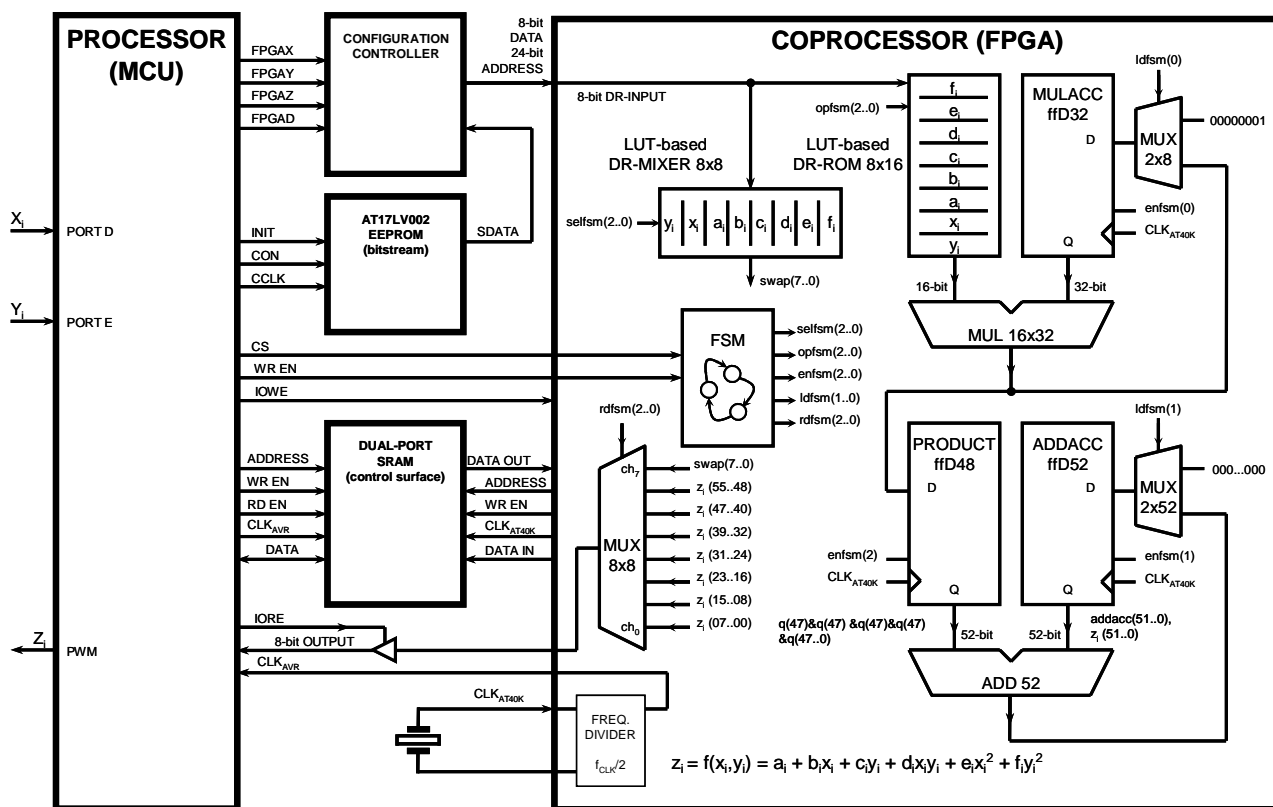 PROCESSOR
(MCU)
FPGAX
FPGAY
FPGAZ
FPGAD
CONFIGURATION
CONTROLLER
8-bit
DATA
24-bit
ADDRESS
AT17LV002
EEPROM
(bitstream)
SDATA
INIT
CON
CCLK
Xi
PORT D
Yi
PORT E
CS
WR EN
IOWE
DUAL-PORT
SRAM
(control surface)
ADDRESS
WR EN
RD EN
CLKAVR
DATA
DATA OUT
ADDRESS
WR EN
CLKAT40K
DATA IN
IORE
8-bit OUTPUT
CLKAVR
Zi
PWM
CLKAT40K
FREQ.
DIVIDER
fCLK/2
COPROCESSOR (FPGA)
8-bit DR-INPUT
opfsm(2..0)
LUT-based
DR-MIXER 8x8
LUT-based
DR-ROM 8x16
selfsm(2..0)
yi xi ai bi ci di ei fi
swap(7..0)
fi
ei
di
ci
bi
ai
xi
yi
16-bit
MULACC
ffD32
D
Q
32-bit
ldfsm(0)
MUX
2x8
00000001
enfsm(0)
CLKAT40K
MUL 16x32
FSM
selfsm(2..0)
opfsm(2..0)
enfsm(2..0)
ldfsm(1..0)
rdfsm(2..0)
rdfsm(2..0)
ch7
MUX
8x8
ch0
swap(7..0)
zi (55..48)
zi (47..40)
zi (39..32)
zi (31..24)
zi (23..16)
zi (15..08)
zi (07..00)
PRODUCT
ffD48
D
Q
enfsm(2)
CLKAT40K
ADDACC
ffD52
D
Q
ldfsm(1)
MUX
2x52
000...000
enfsm(1)
CLKAT40K
q(47)&q(47) &q(47)&q(47)
&q(47..0)
52-bit
52-bit
addacc(51..0),
zi (51..0)
ADD 52
zi = f(xi,yi) = ai + bixi + ciyi + dixiyi + eixi² + fiyi²